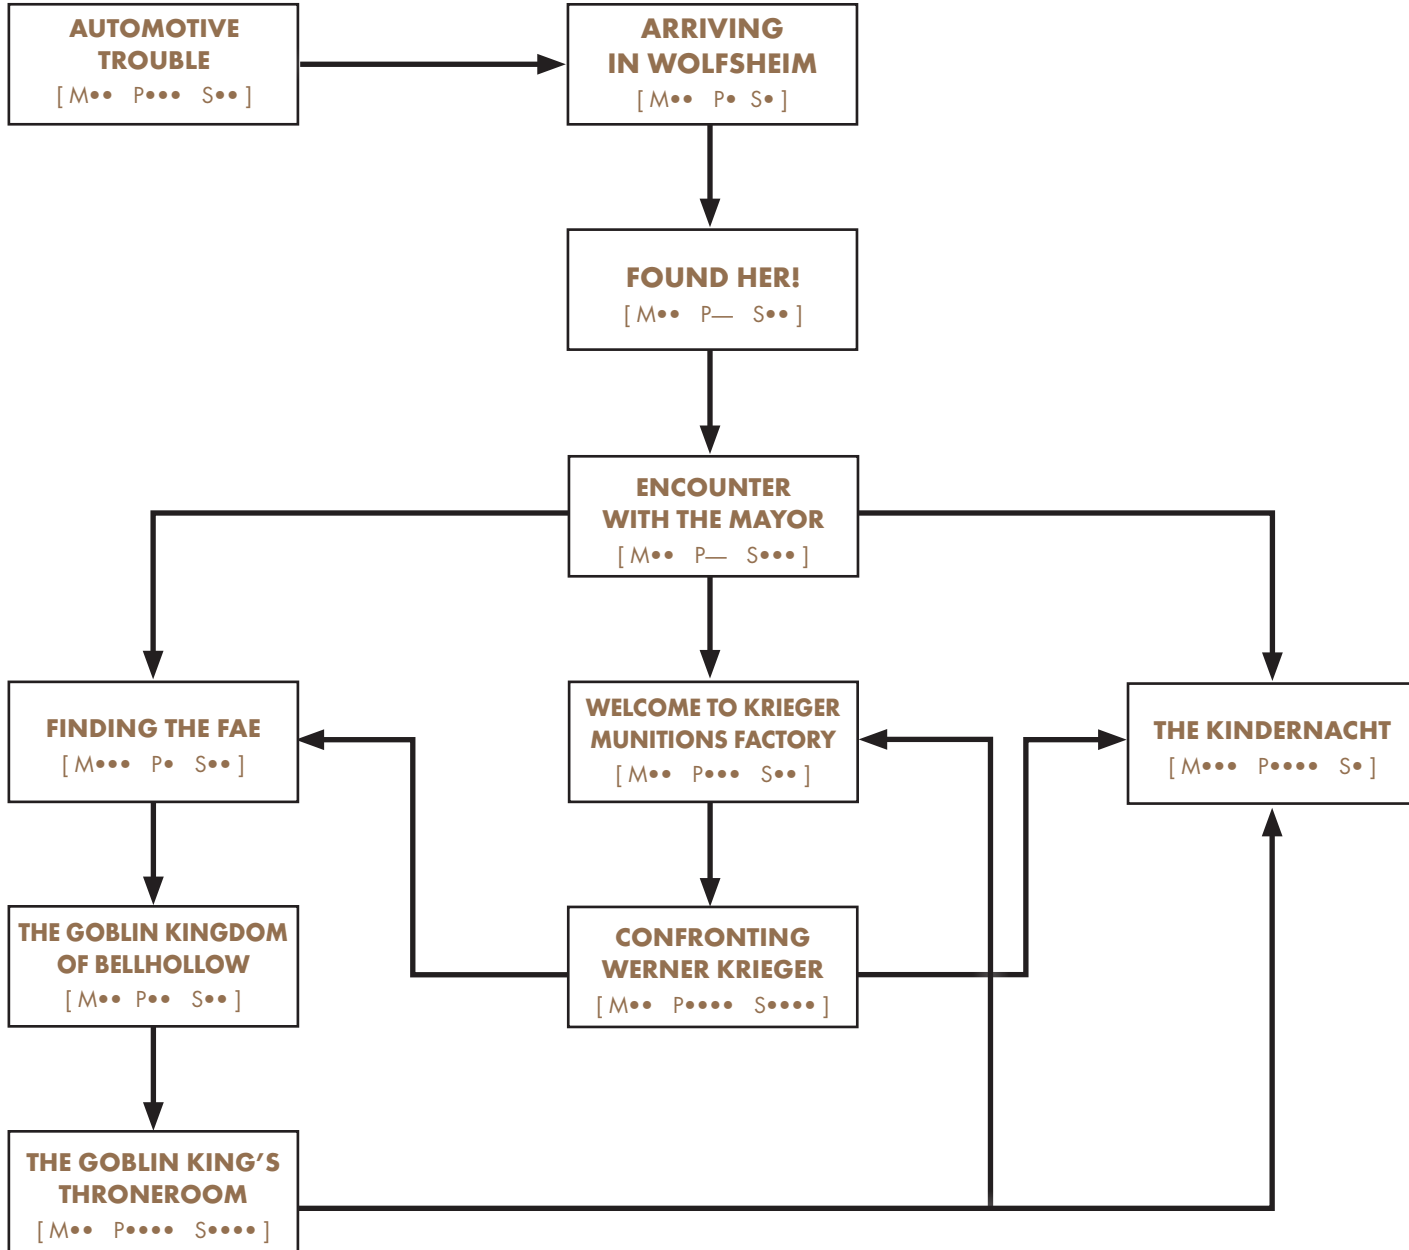 AUTOMOTIVE
TROUBLE
[ M•• P••• S•• ]
ARRIVING
IN WOLFSHEIM
[ M•• P• S• ]
FOUND HER!
[ M•• P— S•• ]
ENCOUNTER
WITH THE MAYOR
[ M•• P— S••• ]
FINDING THE FAE
[ M••• P• S•• ]
WELCOME TO KRIEGER
MUNITIONS FACTORY
[ M•• P••• S•• ]
THE KINDERNACHT
[ M••• P•••• S• ]
THE GOBLIN KINGDOM
OF BELLHOLLOW
[ M•• P•• S•• ]
CONFRONTING
WERNER KRIEGER
[ M•• P•••• S•••• ]
THE GOBLIN KING’S
THRONEROOM
[ M•• P•••• S•••• ]